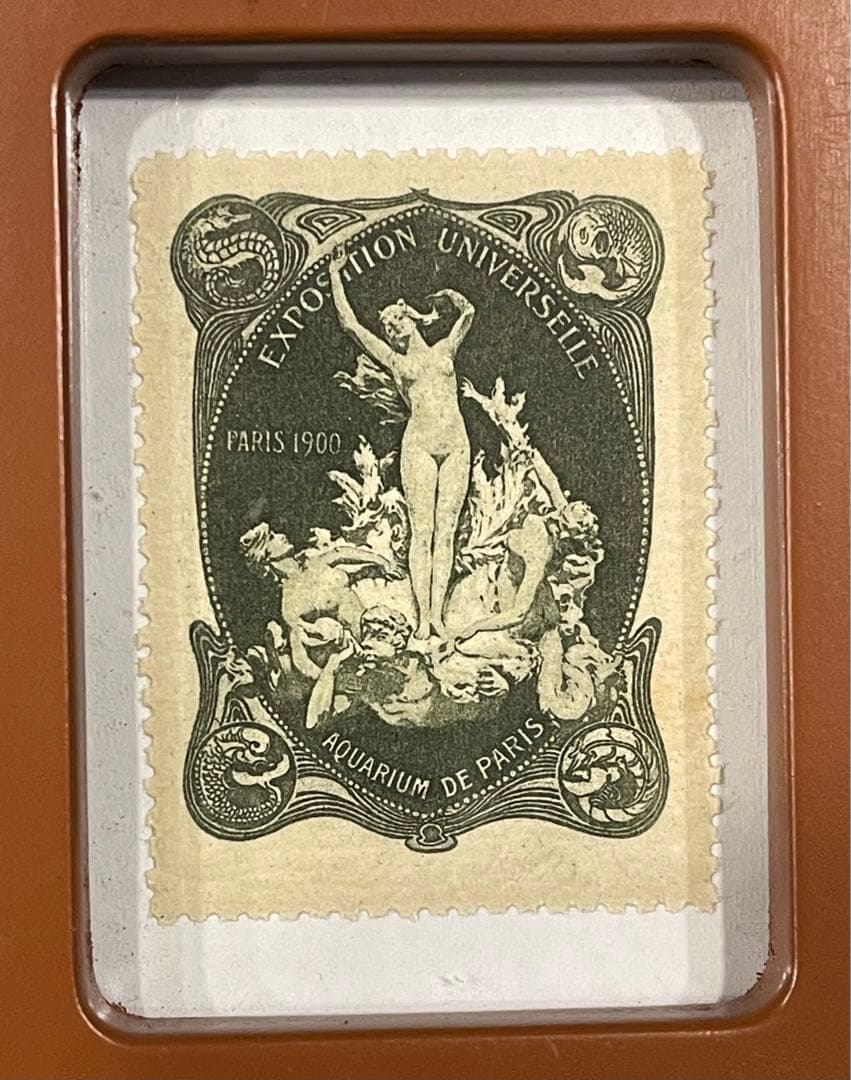 EXPOSITION UNIVERSELLE
PARIS 1900
AQUARIUM DE PARIS